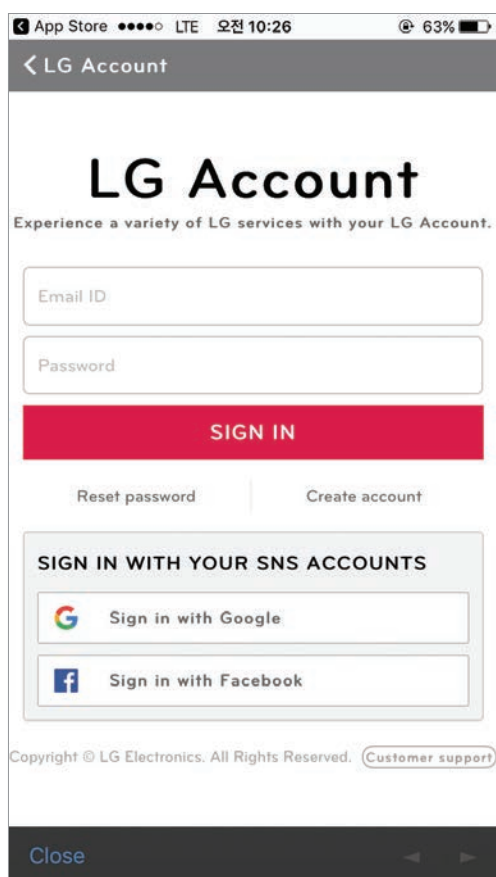 App Store LTE 오전 10:26 63%
LG Account
LG Account
Experience a variety of LG services with your LG Account.
Email ID
Password
SIGN IN
Reset password Create account
SIGN IN WITH YOUR SNS ACCOUNTS
Sign in with Google
Sign in with Facebook
Copyright © LG Electronics. All Rights Reserved. Customer support
Close